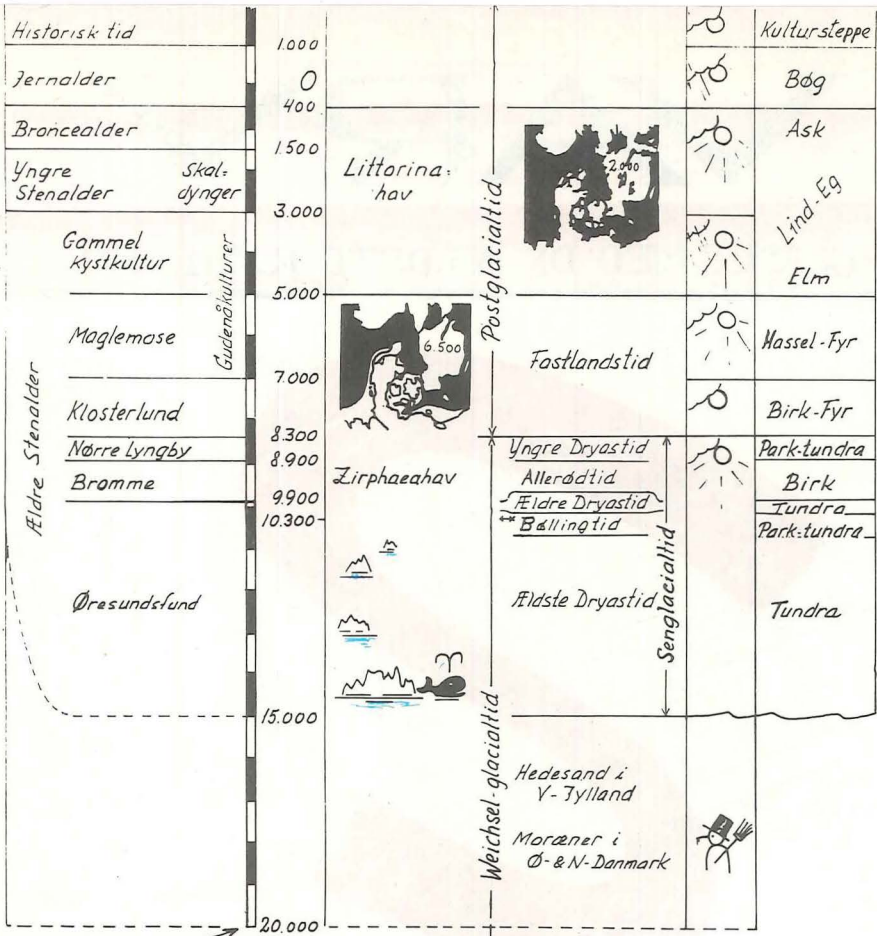 Historisk tid
Jernalder
Broncealder
Yngre Skal-
Stenalder dynger
Gammel
kystkultur
Gudenåkulturer
Maglemose
Klosterlund
Nørre Lyngby
Bromme
Øresundsfund
Ældre Stenalder
1.000
0
400
1.500
3.000
5.000
7.000
8.300
8.900
9.900
10.300
15.000
20.000
Littorina-
hav
6.500
Zirphaeahav
Postglacialtid
Weichsel-glacialtid
2.000
Fastlandstid
Yngre Dryastid
Allerødtid
Ældre Dryastid
Bøllingtid
Ældste Dryastid
Senglacialtid
Hedesand i
V-Jylland
Moræner i
Ø- & N-Danmark
Kultursteppe
Bøg
Ask
Lind-Eg
Elm
Hassel-Fyr
Birk-Fyr
Park-tundra
Birk
Tundra
Park-tundra
Tundra